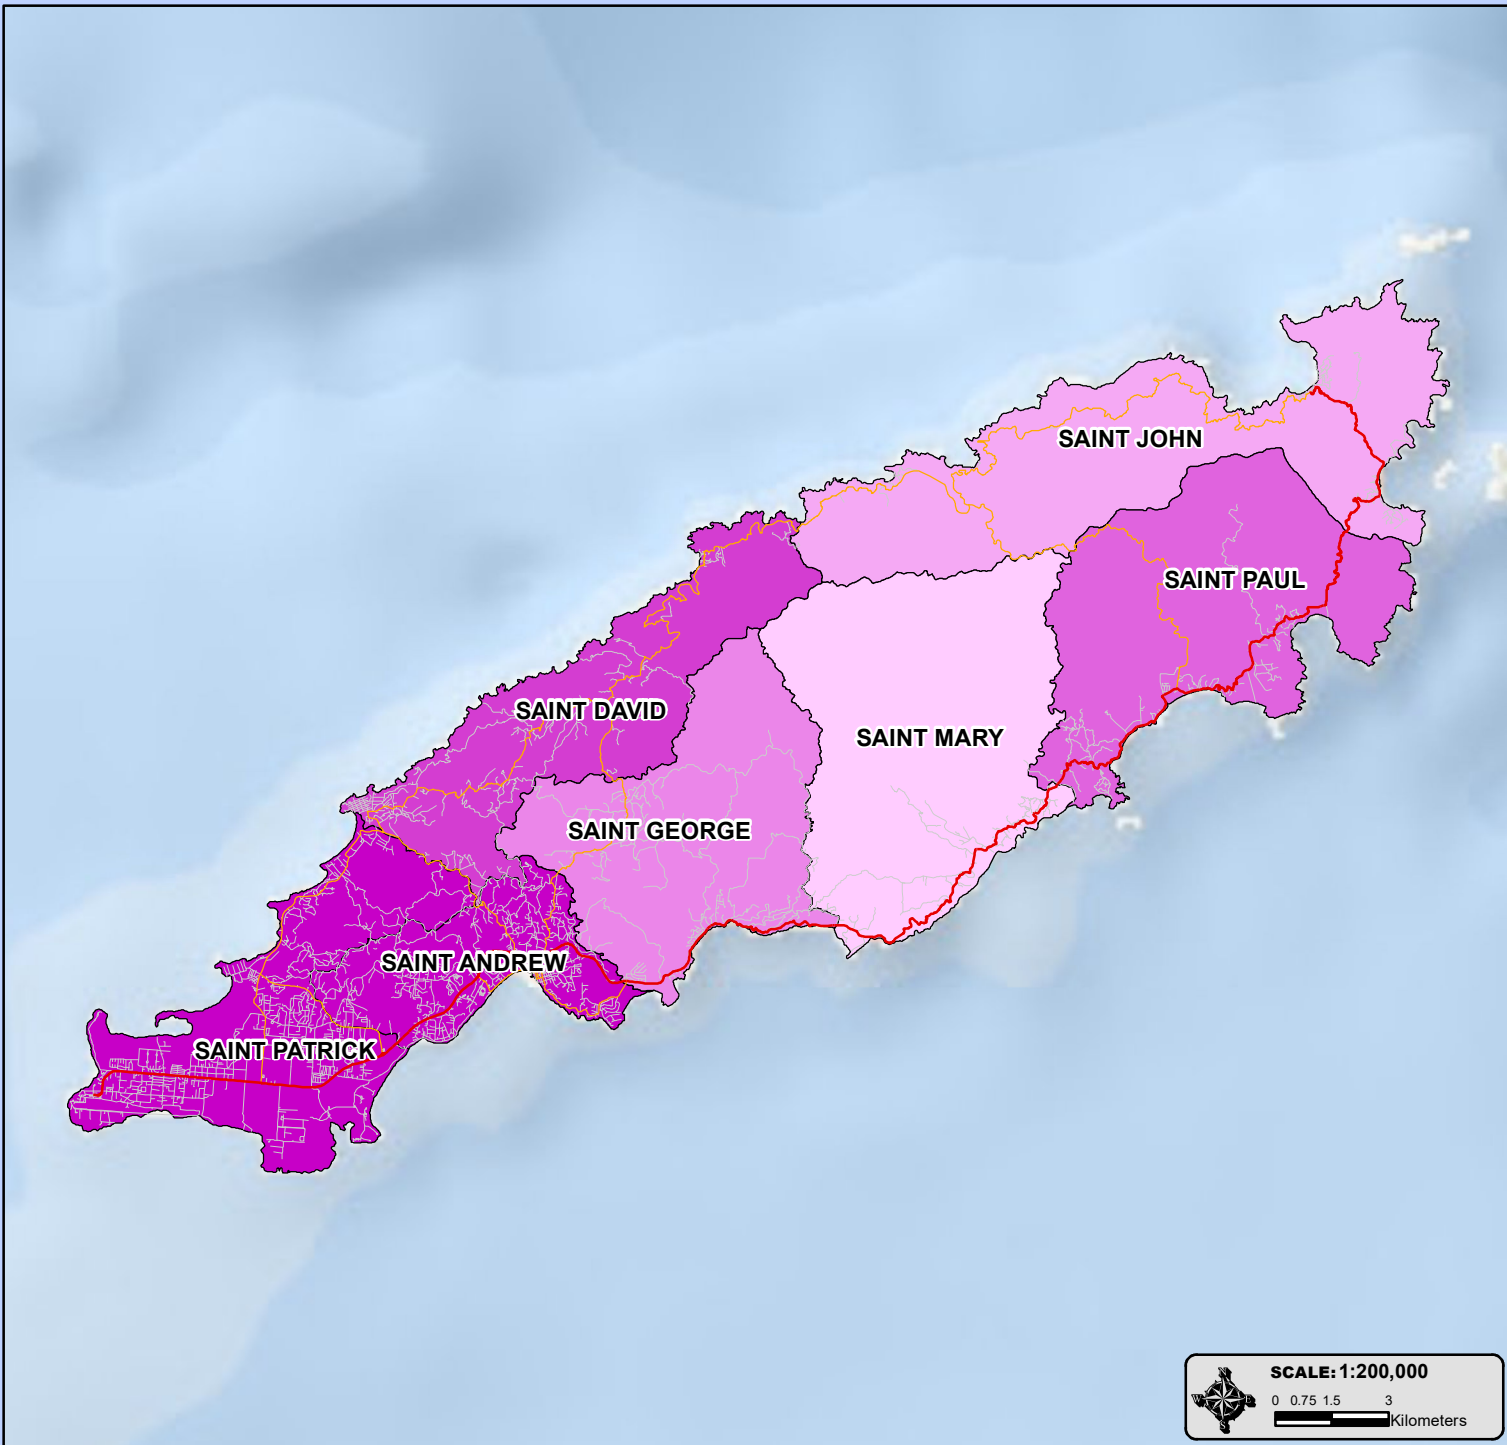 SAINT JOHN
SAINT PAUL
SAINT DAVID
SAINT MARY
SAINT GEORGE
SAINT ANDREW
SAINT PATRICK
SCALE: 1:200,000
0 0.75 1.5 3
Kilometers
N
W E
S